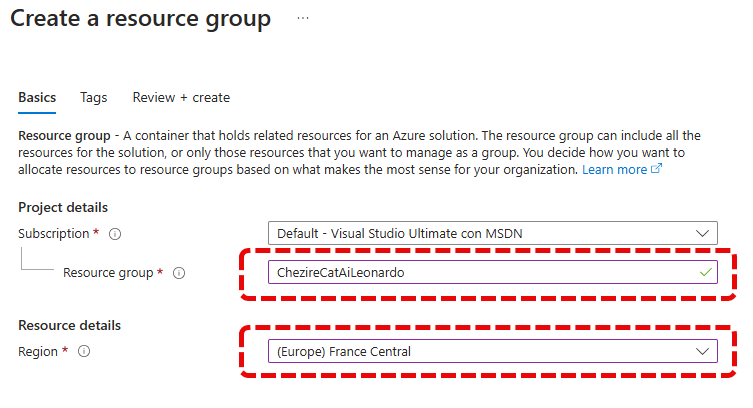 Create a resource group ...
Basics Tags Review + create
Resource group - A container that holds related resources for an Azure solution. The resource group can include all the
resources for the solution, or only those resources that you want to manage as a group. You decide how you want to
allocate resources to resource groups based on what makes the most sense for your organization. Learn more
Project details
Subscription * Default - Visual Studio Ultimate con MSDN
Resource group * ChezireCatAiLeonardo
Resource details
Region * (Europe) France Central